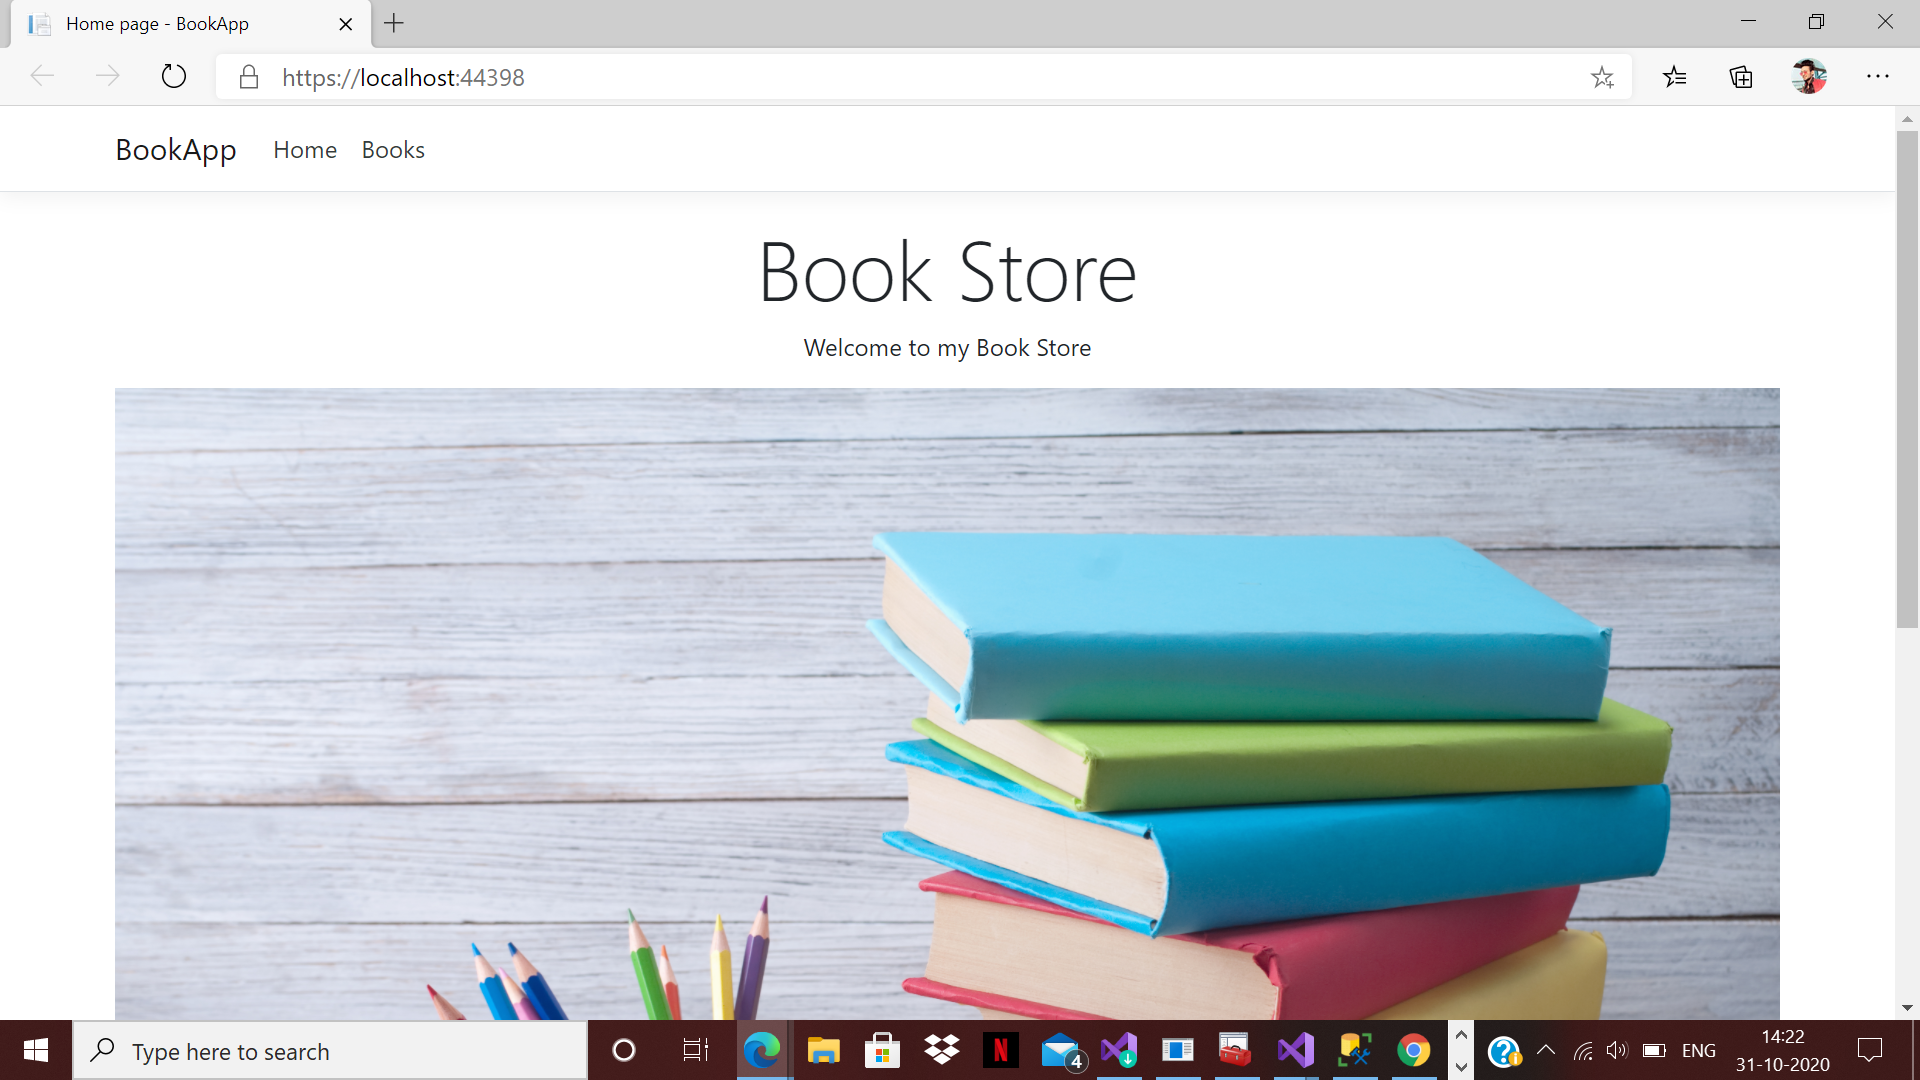 Home page - BookApp
https://localhost:44398
BookApp Home Books
Book Store
Welcome to my Book Store
Type here to search
N
4
ENG
14:22
31-10-2020